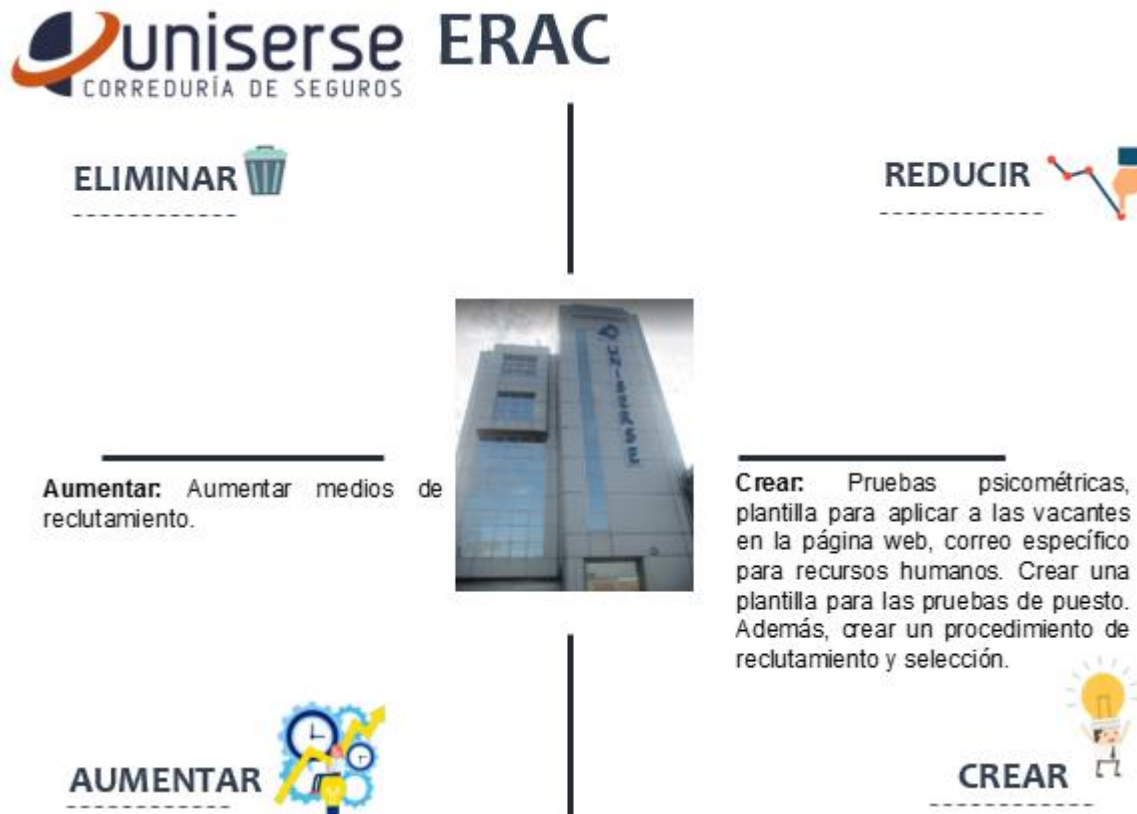 uniserse ERAC
CORREDURÍA DE SEGUROS
ELIMINAR
REDUCIR
UNISERSE
Aumentar: Aumentar medios de
reclutamiento.
Crear: Pruebas psicométricas,
plantilla para aplicar a las vacantes
en la página web, correo específico
para recursos humanos. Crear una
plantilla para las pruebas de puesto.
Además, crear un procedimiento de
reclutamiento y selección.
AUMENTAR
CREAR